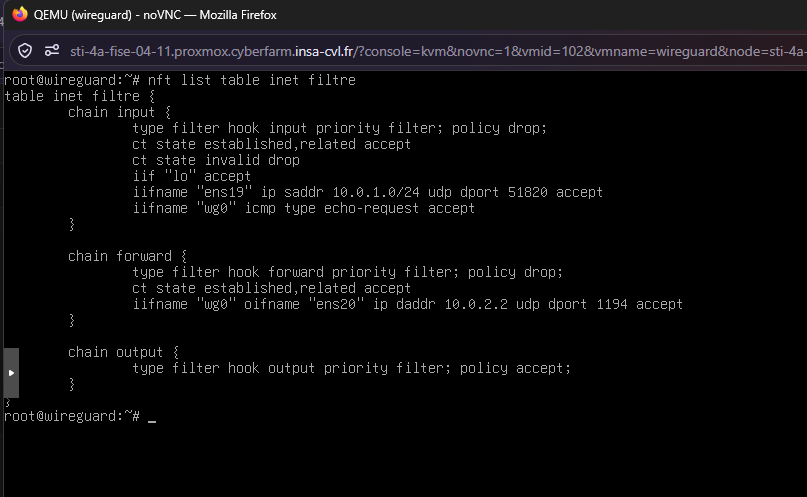 QEMU (wireguard) - noVNC — Mozilla Firefox
sti-4a-fise-04-11.proxmox.cyberfarm.insa-cvl.fr/?console=kvm&novnc=1&vmid=102&vmname=wireguard&node=sti-4a-
root@wireguard:~# nft list table inet filtre
table inet filtre {
        chain input {
                type filter hook input priority filter; policy drop;
                ct state established,related accept
                ct state invalid drop
                iif "lo" accept
                iifname "ens19" ip saddr 10.0.1.0/24 udp dport 51820 accept
                iifname "wg0" icmp type echo-request accept
        }

        chain forward {
                type filter hook forward priority filter; policy drop;
                ct state established,related accept
                iifname "wg0" oifname "ens20" ip daddr 10.0.2.2 udp dport 1194 accept
        }

        chain output {
                type filter hook output priority filter; policy accept;
        }
}
root@wireguard:~# _